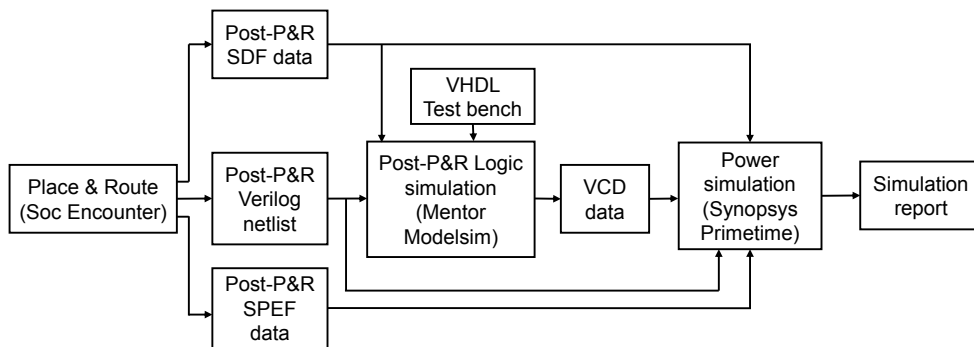 Post-P&R
SDF data
VHDL
Test bench
Place & Route
(Soc Encounter)
Post-P&R
Verilog
netlist
Post-P&R Logic
simulation
(Mentor
Modelsim)
VCD
data
Power
simulation
(Synopsys
Primetime)
Simulation
report
Post-P&R
SPEF
data